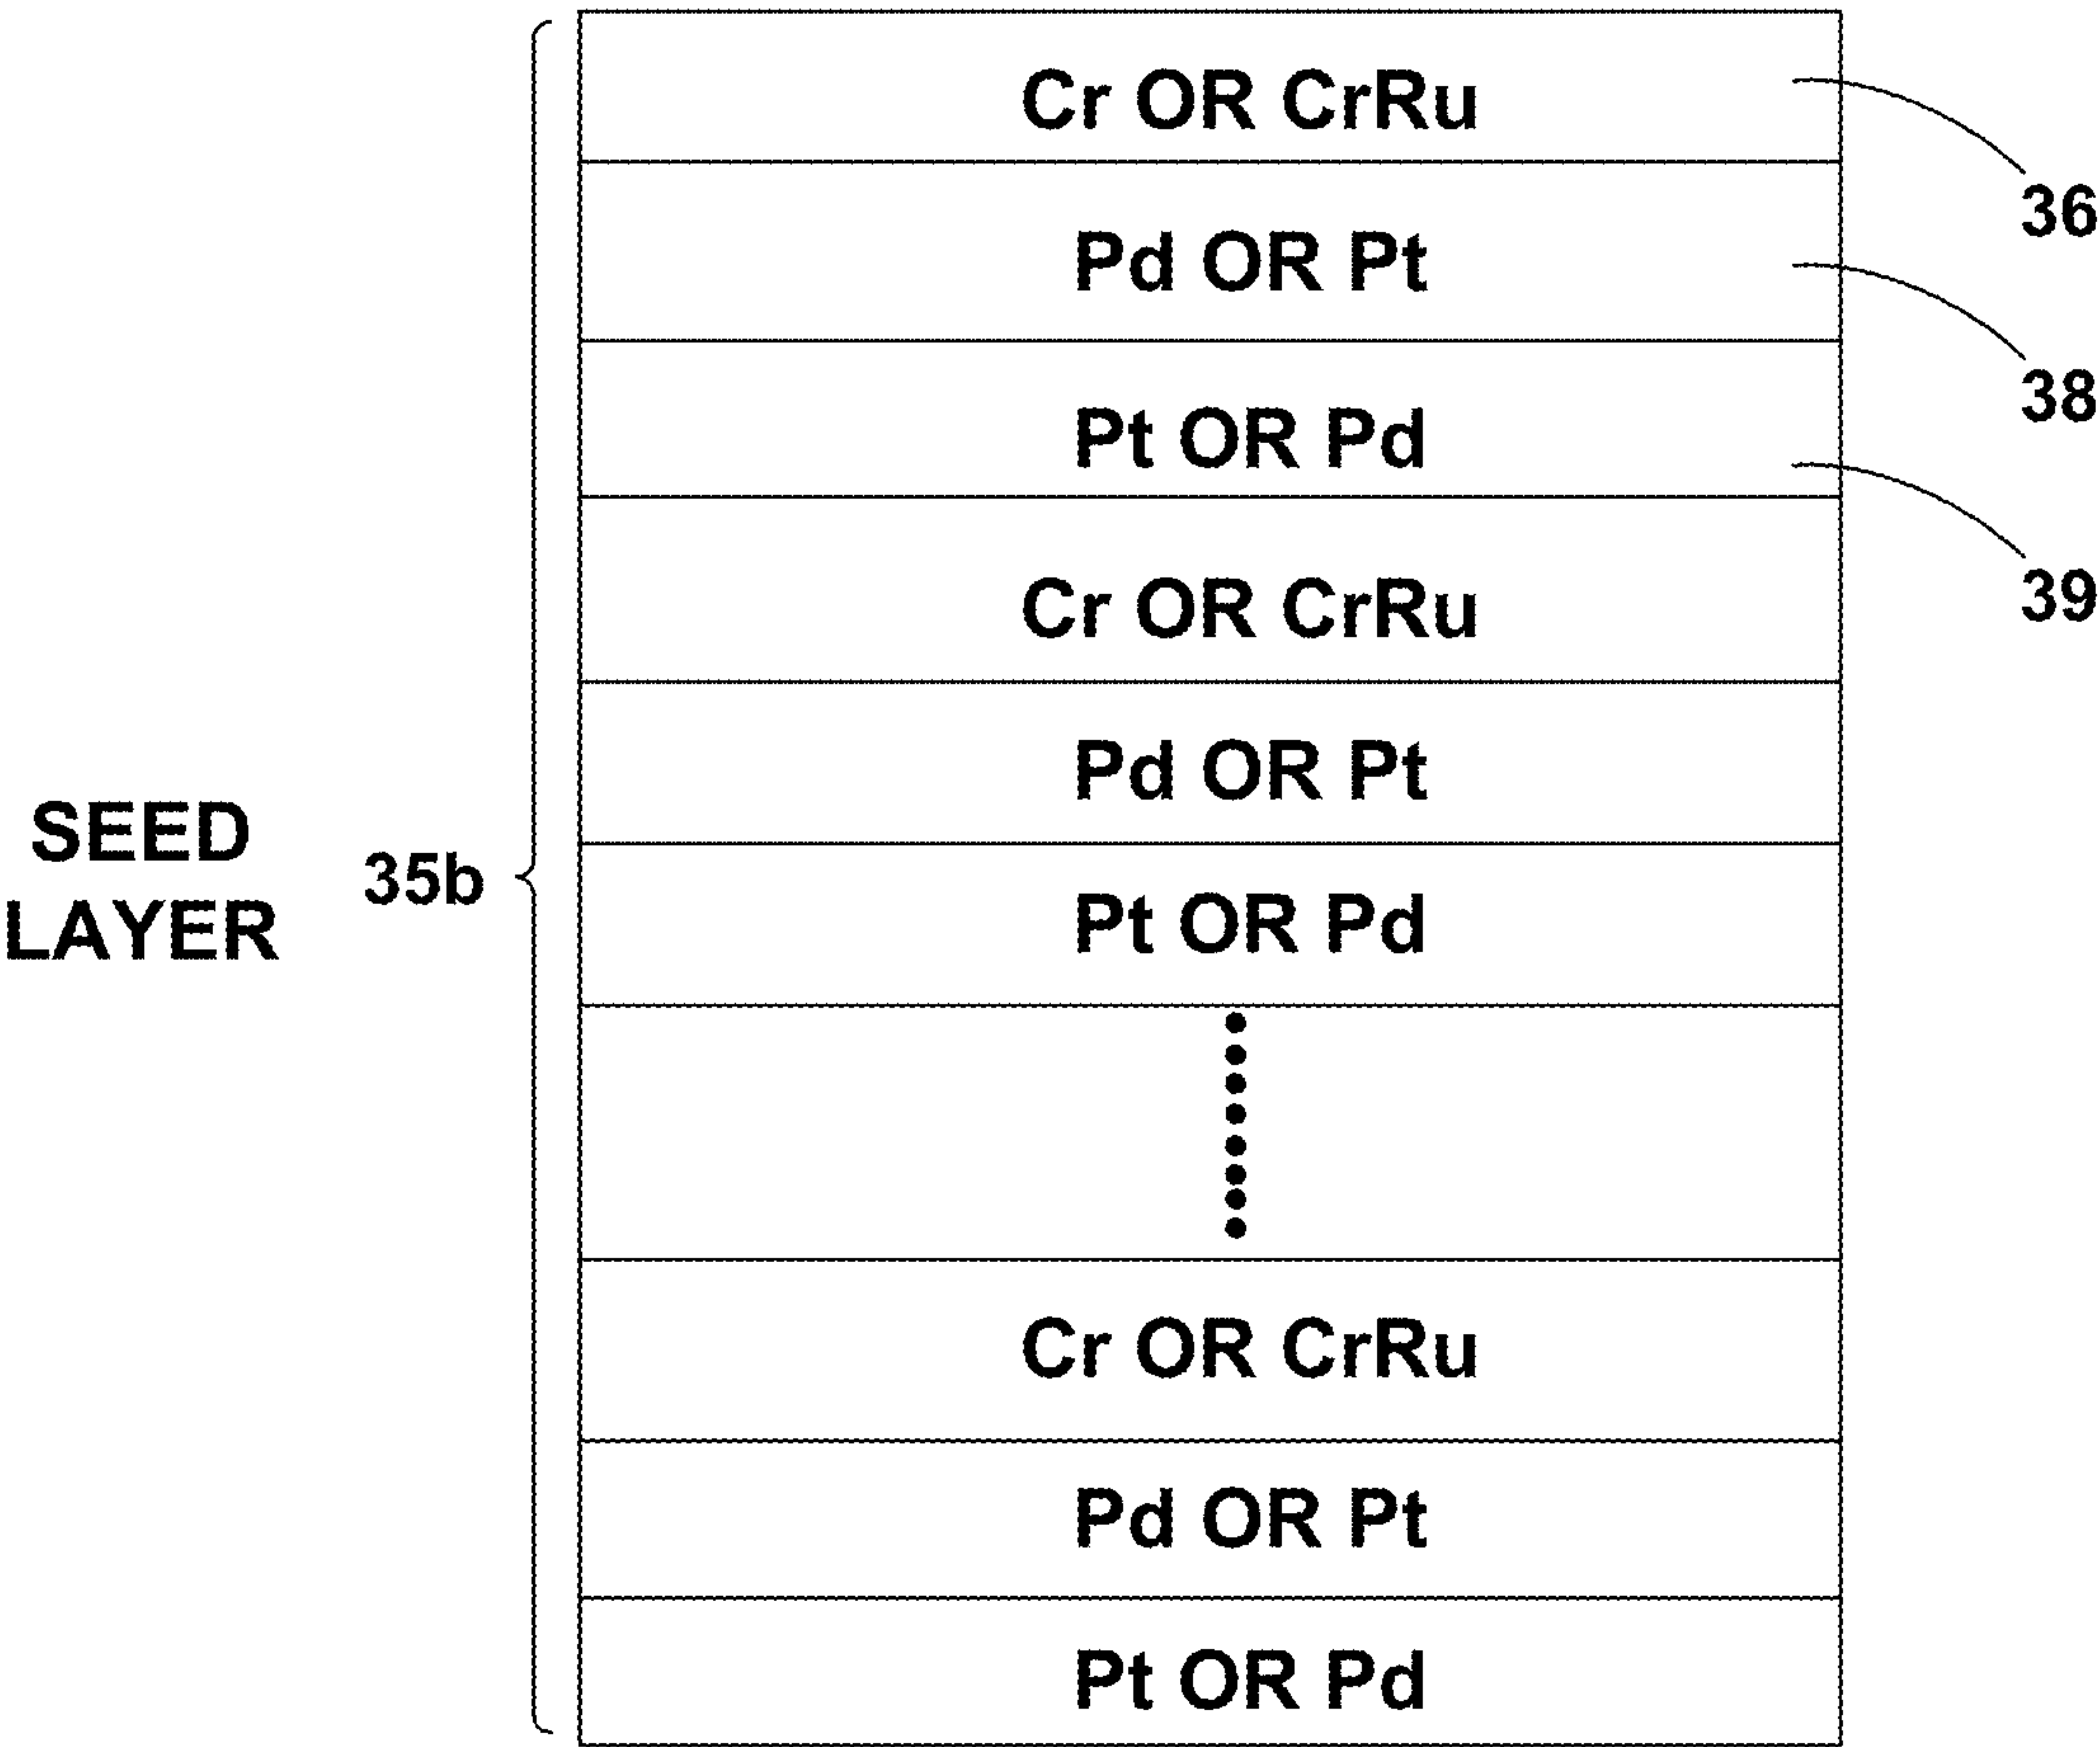 Cr OR CrRu
36
Pd OR Pt
38
Pt OR Pd
39
Cr OR CrRu
Pd OR Pt
SEED
LAYER
35b
Pt OR Pd
Cr OR CrRu
Pd OR Pt
Pt OR Pd